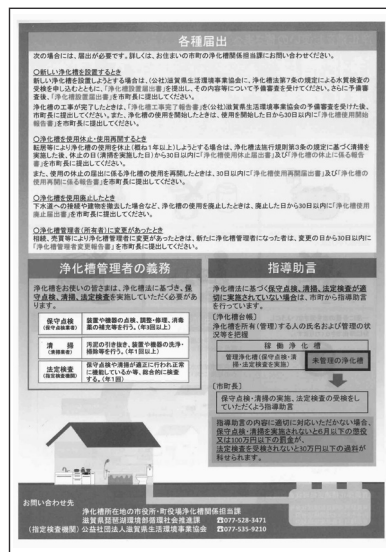 各種届出
次の場合には、届出が必要です。詳しくは、お住まいの市町の浄化槽関係担当課にお問い合わせください。
○新しい浄化槽を設置するとき
新しい浄化槽を設置しようとする場合は、(公社)滋賀県生活環境事業協会に、浄化槽法第7条の規定による水質検査の
受検を申し込むとともに、「浄化槽設置届出書」を提出し、その内容等について予備審査を受けてください。さらに予備審
査後、「浄化槽設置届出書」を市町長に提出してください。
浄化槽の工事が完了したときは、「浄化槽工事完了報告書」を(公社)滋賀県生活環境事業協会の予備審査を受けた後、
市町長に提出してください。また、浄化槽の使用を開始したときは、使用を開始した日から30日以内に「浄化槽使用開始
報告書」を市町長に提出してください。
○浄化槽を使用休止・使用再開するとき
転居等により浄化槽の使用を休止(概ね1年以上)しようとする場合は、浄化槽法施行規則第3条の規定に基づく清掃を
実施した後、休止の日(清掃を実施した日)から30日以内に「浄化槽使用休止届出書」及び「浄化槽の休止に係る報告
書」を市町長に提出してください。
また、使用の休止の届出に係る浄化槽の使用を再開したときは、30日以内に「浄化槽使用再開届出書」及び「浄化槽の
使用再開に係る報告書」を市町長に提出してください。
○浄化槽を使用廃止したとき
下水道への接続や建物を撤去した場合など、浄化槽の使用を廃止したときは、廃止した日から30日以内に「浄化槽使用
廃止届出書」を市町長に提出してください。
○浄化槽管理者(所有者)に変更があったとき
相続、売買等により浄化槽管理者に変更があったときは、新たに浄化槽管理者になった者は、変更の日から30日以内に
「浄化槽管理者変更報告書」を市町長に提出してください。
浄化槽管理者の義務
浄化槽をお使いの皆さまは、浄化槽法に基づき、保
守点検、清掃、法定検査を実施していただく必要があ
ります。
保守点検
(保守点検業者)
装置や機器の点検、調整・修理、消毒
薬の補充等を行う。(年3回以上)
清 掃
(清掃業者)
汚泥の引き抜き、装置や機器の洗浄・
掃除等を行う。(年1回以上)
法定検査
(指定検査機関)
保守点検や清掃が適正に行われ正常
に機能しているか等、総合的に検査
する。(年1回)
指導助言
浄化槽法に基づく保守点検、清掃、法定検査が適
切に実施されていない場合は、市町から指導助言
を行っています。
[浄化槽台帳]
浄化槽を所有(管理)する人の氏名および管理の状
況等を把握
稼働浄化槽
管理浄化槽(保守点検・清
掃・法定検査を実施)
未管理の浄化槽
[市町長]
保守点検・清掃の実施、法定検査の受検をし
ていただくよう指導助言
指導助言の内容に適切に対応いただかない場合、
保守点検・清掃を実施されないと6月以下の懲役
又は100万円以下の罰金が、
法定検査を受検されないと30万円以下の過料が
科せられます。
お問い合わせ先
浄化槽所在地の市役所・町役場浄化槽関係担当課
滋賀県琵琶湖環境部循環社会推進課 ☎077-528-3471
(指定検査機関)公益社団法人滋賀県生活環境事業協会 ☎077-535-9210